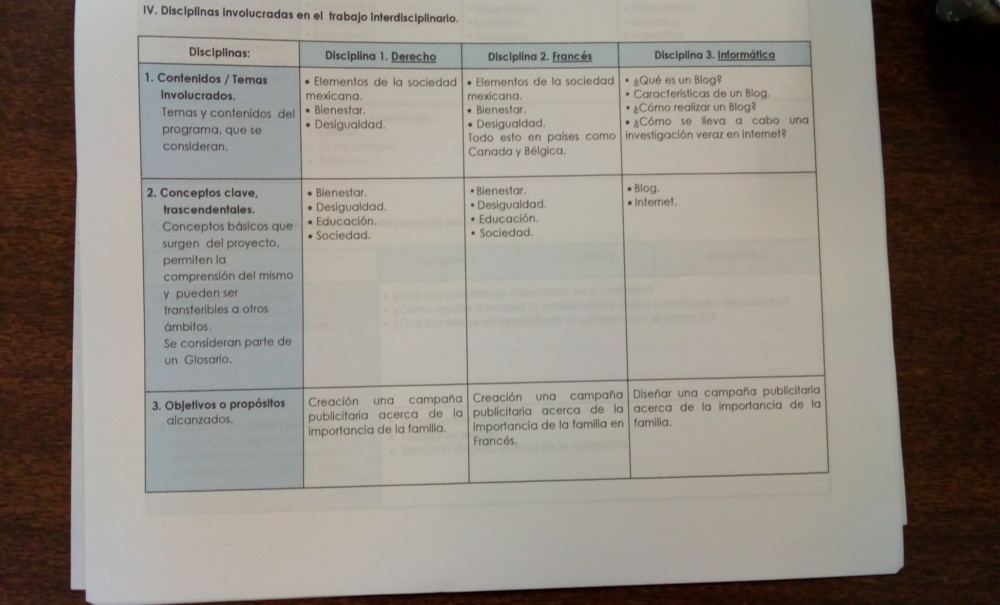 IV. Disciplinas involucradas en el trabajo interdisciplinario.
Disciplinas:
Disciplina 1. Derecho
Disciplina 2. Francés
Disciplina 3. Informática
1. Contenidos / Temas
involucrados.
Temas y contenidos del
programa, que se
consideran.
• Elementos de la sociedad
mexicana.
• Bienestar.
• Desigualdad.
• Elementos de la sociedad
mexicana.
• Bienestar.
• Desigualdad.
Todo esto en países como
Canada y Bélgica.
• ¿Qué es un Blog?
• Características de un Blog.
• ¿Cómo realizar un Blog?
• ¿Cómo se lleva a cabo una
investigación veraz en internet?
2. Conceptos clave,
trascendentales.
Conceptos básicos que
surgen del proyecto,
permiten la
comprensión del mismo
y pueden ser
transferibles a otros
ámbitos.
Se consideran parte de
un Glosario.
• Bienestar.
• Desigualdad.
• Educación.
• Sociedad.
• Bienestar.
• Desigualdad.
• Educación.
• Sociedad.
• Blog.
• Internet.
3. Objetivos o propósitos
alcanzados.
Creación una campaña
publicitaria acerca de la
importancia de la familia.
Creación una campaña
publicitaria acerca de la
importancia de la familia en
Francés.
Diseñar una campaña publicitaria
acerca de la importancia de la
familia.